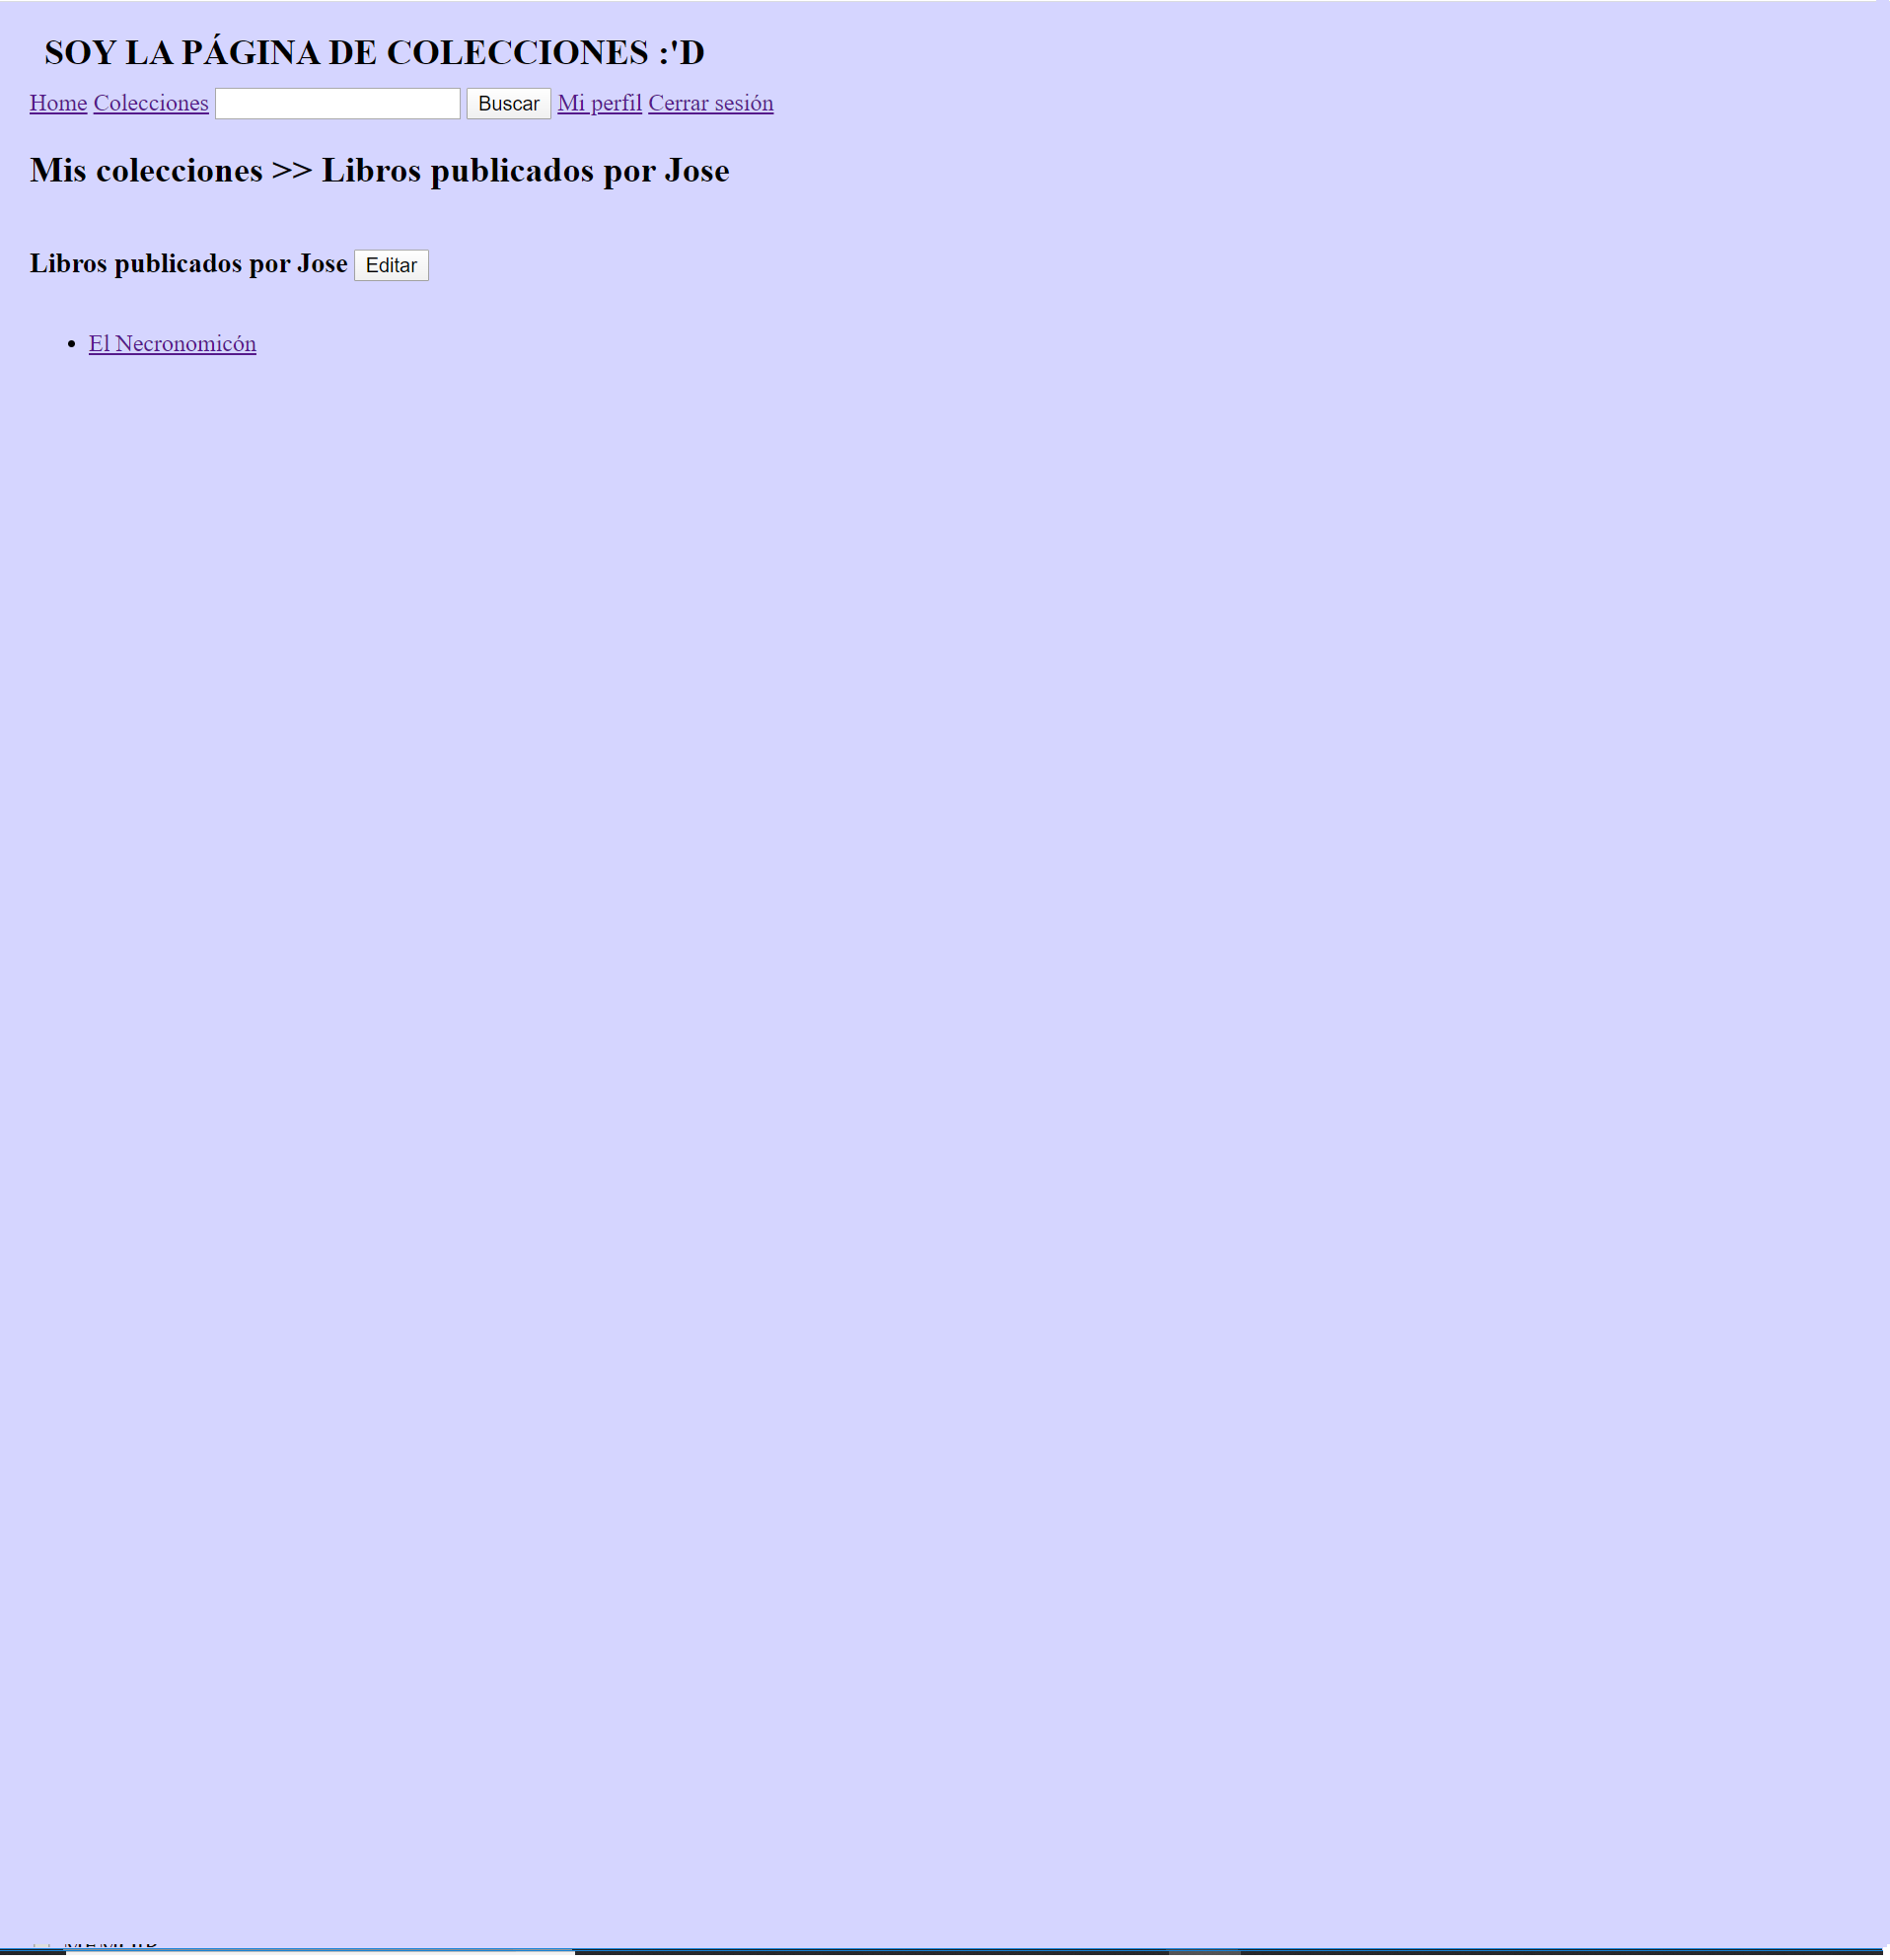 SOY LA PÁGINA DE COLECCIONES :'D
Home Colecciones Buscar Mi perfil Cerrar sesión
Mis colecciones >> Libros publicados por Jose
Libros publicados por Jose Editar
El Necronomicón